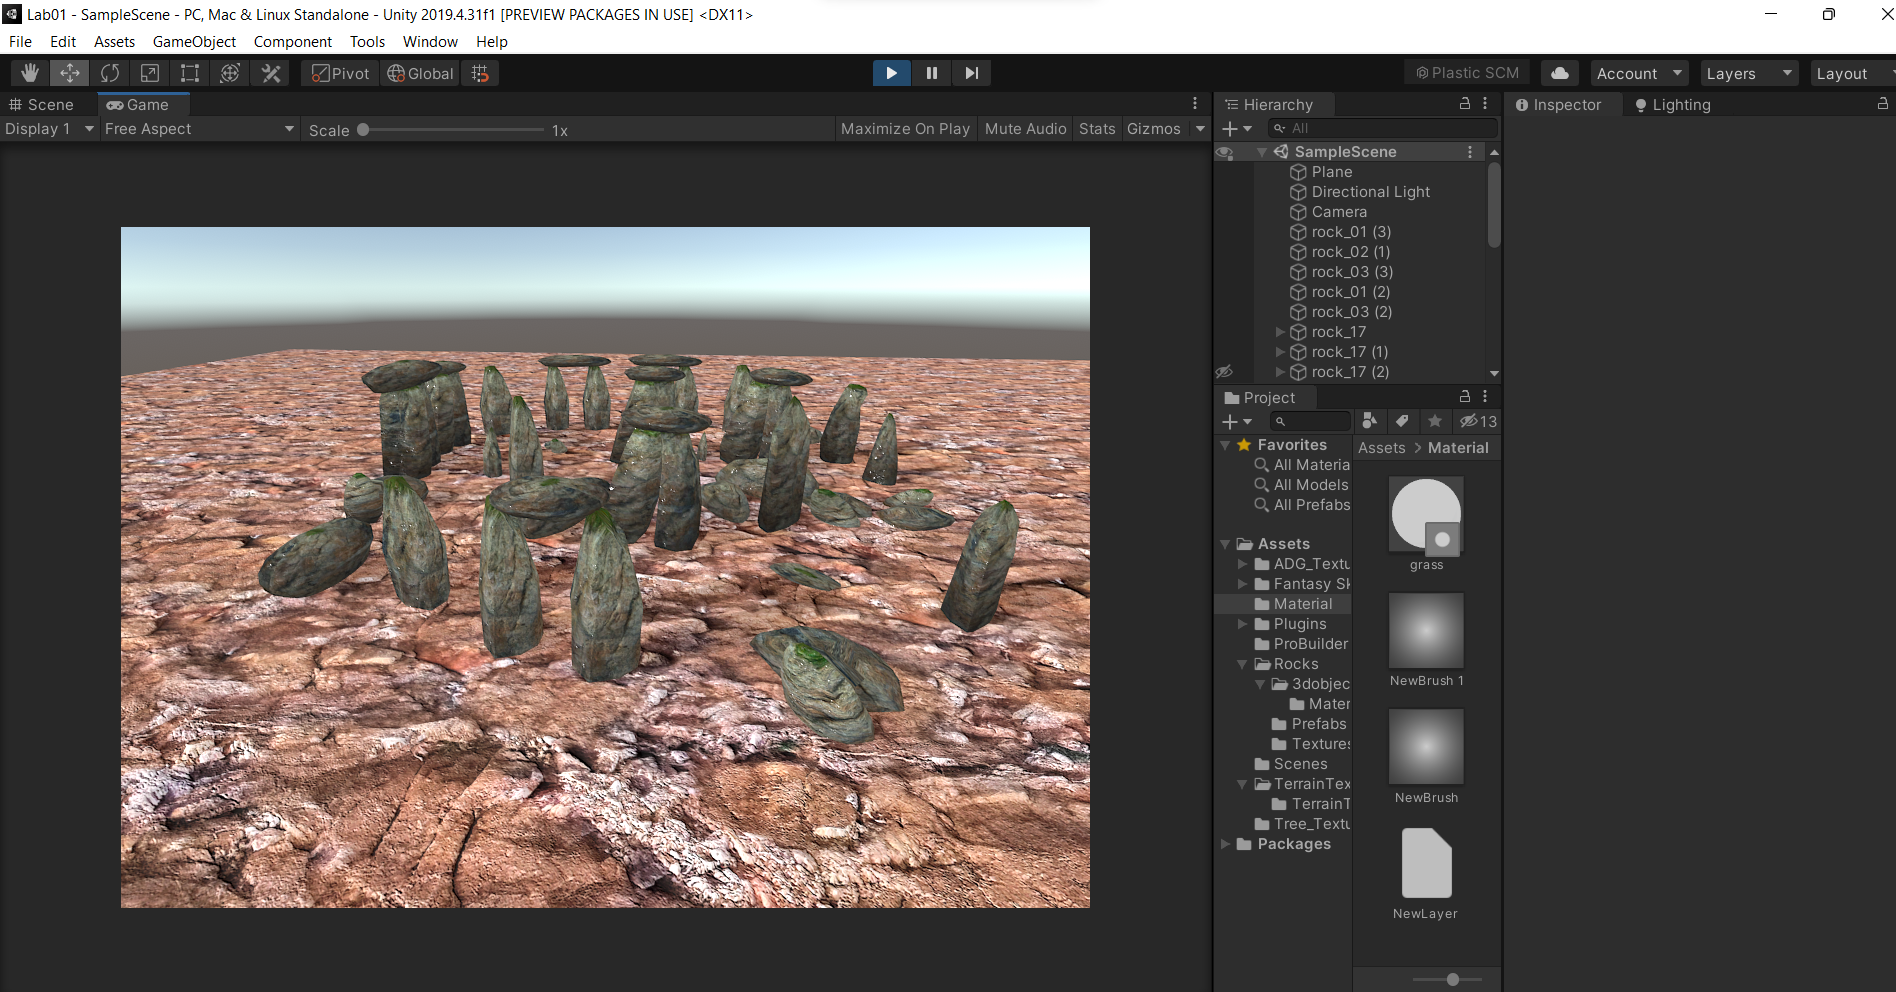 Lab01 - SampleScene - PC, Mac & Linux Standalone - Unity 2019.4.31f1 [PREVIEW PACKAGES IN USE] <DX11>
File Edit Assets GameObject Component Tools Window Help
Pivot Global Plastic SCM Account Layers Layout
Scene Game
Display 1 Free Aspect Scale 1x Maximize On Play Mute Audio Stats Gizmos
Hierarchy
All
SampleScene
Plane
Directional Light
Camera
rock_01 (3)
rock_02 (1)
rock_03 (3)
rock_01 (2)
rock_03 (2)
rock_17
rock_17 (1)
rock_17 (2)
Project
13
Favorites
All Materia
All Models
All Prefabs
Assets
ADG_Textu
Fantasy Sk
Material
Plugins
ProBuilder
Rocks
3dobjec
Mater
Prefabs
Textures
Scenes
TerrainTex
TerrainT
Tree_Textu
Packages
Assets > Material
grass
NewBrush 1
NewBrush
NewLayer
Inspector Lighting